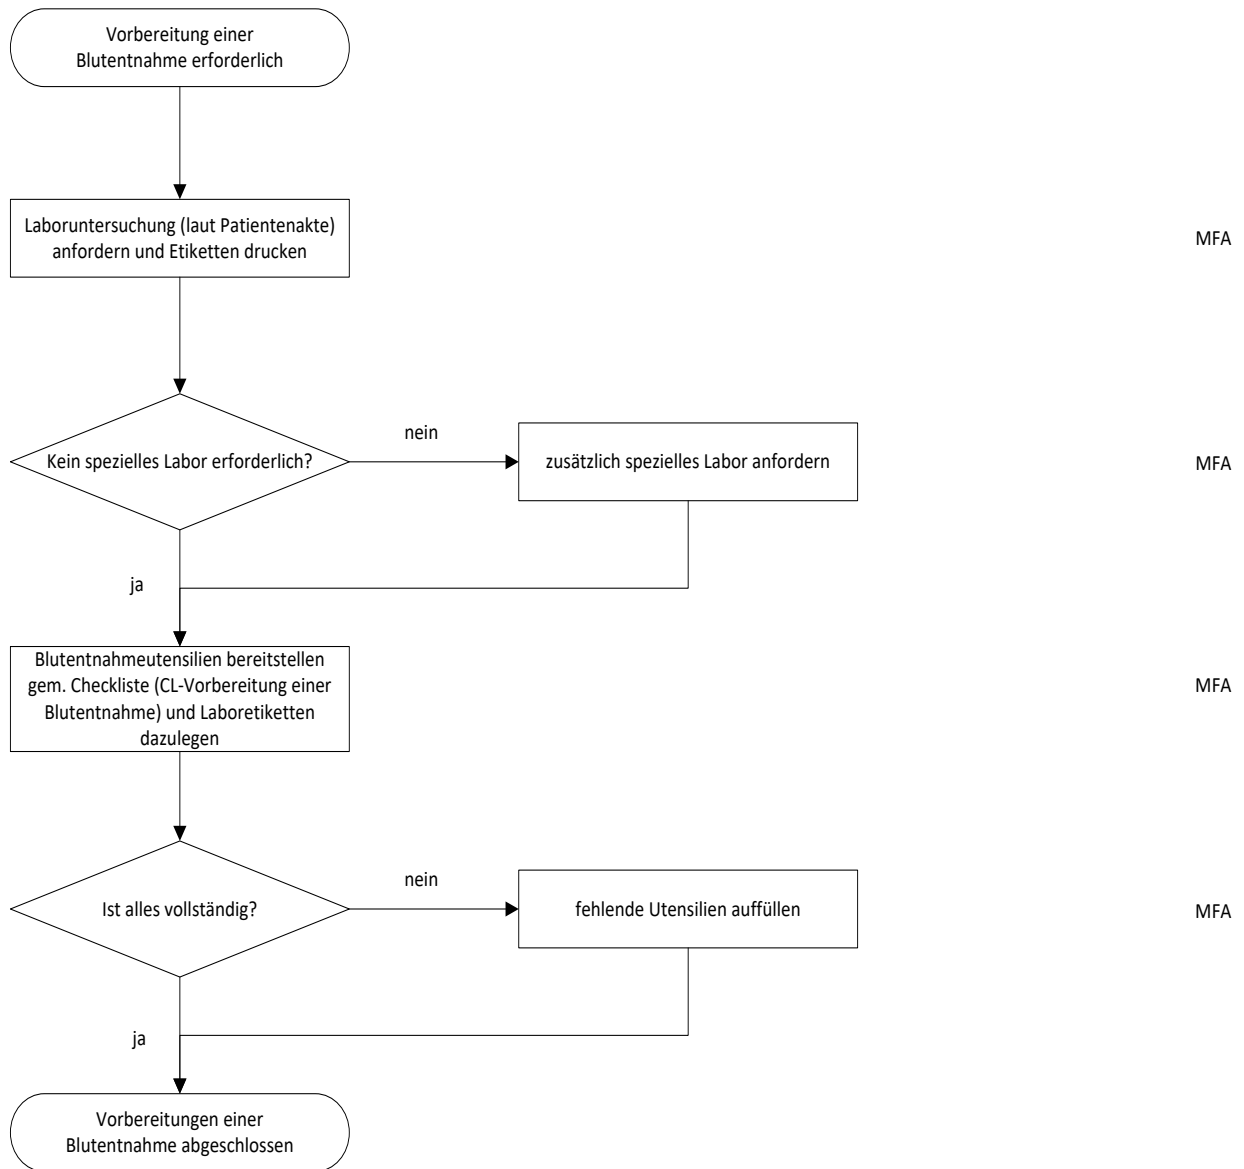 Vorbereitung einer
Blutentnahme erforderlich
Laboruntersuchung (laut Patientenakte)
anfordern und Etiketten drucken
MFA
Kein spezielles Labor erforderlich?
nein
zusätzlich spezielles Labor anfordern
MFA
ja
Blutentnahmeutensilien bereitstellen
gem. Checkliste (CL-Vorbereitung einer
Blutentnahme) und Laboretiketten
dazulegen
MFA
Ist alles vollständig?
nein
fehlende Utensilien auffüllen
MFA
ja
Vorbereitungen einer
Blutentnahme abgeschlossen